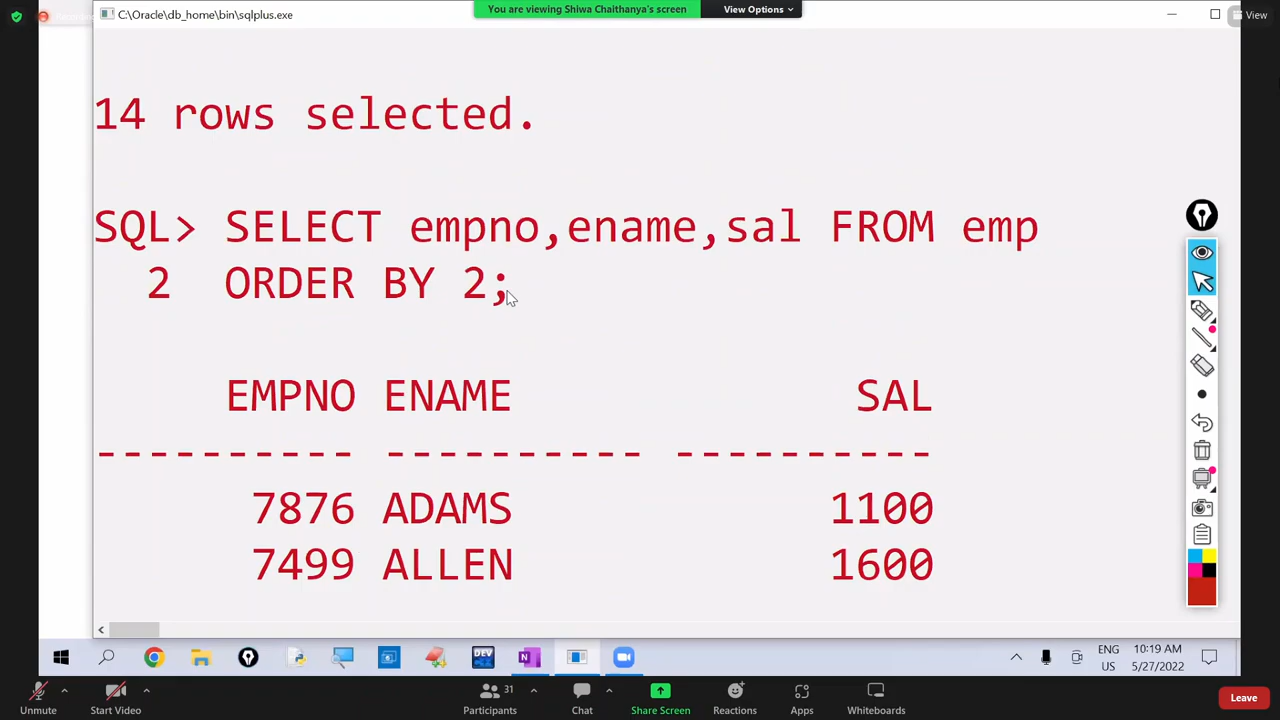 C:\Oracle\db_home\bin\sqlplus.exe
You are viewing Shiwa Chaithanya's screen
View Options
View
14 rows selected.
SQL> SELECT empno,ename,sal FROM emp
2 ORDER BY 2;
EMPNO ENAME SAL
---------- ---------- ----------
7876 ADAMS 1100
7499 ALLEN 1600
DEV
ENG
US
10:19 AM
5/27/2022
Unmute
Start Video
31
Participants
Chat
Share Screen
Reactions
Apps
Whiteboards
Leave